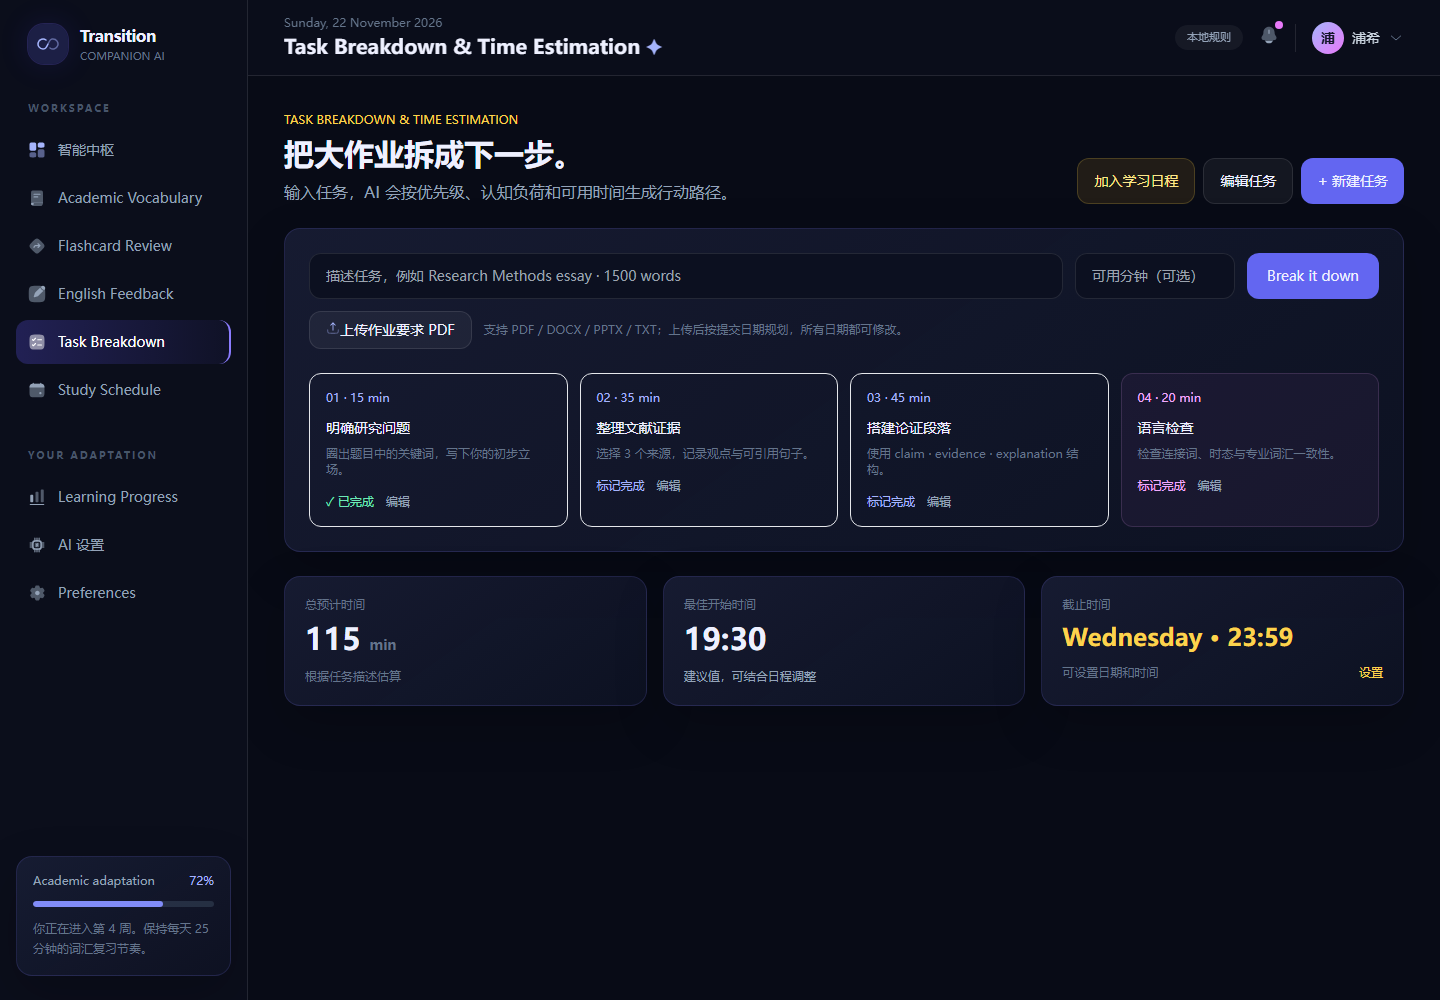 Transition
COMPANION AI
WORKSPACE
智能中枢
Academic Vocabulary
Flashcard Review
English Feedback
Task Breakdown
Study Schedule
YOUR ADAPTATION
Learning Progress
AI 设置
Preferences
Academic adaptation 72%
你正在进入第 4 周。保持每天 25
分钟的词汇复习节奏。
Sunday, 22 November 2026
Task Breakdown & Time Estimation
本地规则
浦 浦希
TASK BREAKDOWN & TIME ESTIMATION
把大作业拆成下一步。
输入任务，AI 会按优先级、认知负荷和可用时间生成行动路径。
加入学习日程
编辑任务
+ 新建任务
描述任务，例如 Research Methods essay · 1500 words
可用分钟（可选）
Break it down
上传作业要求 PDF
支持 PDF / DOCX / PPTX / TXT；上传后按提交日期规划，所有日期都可修改。
01 · 15 min
明确研究问题
圈出题目中的关键词，写下你的初步立
场。
✓ 已完成 编辑
02 · 35 min
整理文献证据
选择 3 个来源，记录观点与可引用句子。
标记完成 编辑
03 · 45 min
搭建论证段落
使用 claim · evidence · explanation 结
构。
标记完成 编辑
04 · 20 min
语言检查
检查连接词、时态与专业词汇一致性。
标记完成 编辑
总预计时间
115 min
根据任务描述估算
最佳开始时间
19:30
建议值，可结合日程调整
截止时间
Wednesday • 23:59
可设置日期和时间
设置